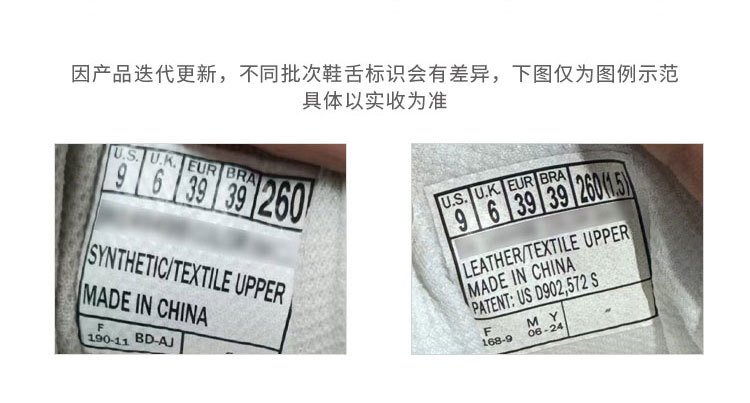 因产品迭代更新，不同批次鞋舌标识会有差异，下图仅为图例示范
具体以实收为准
U.S. U.K. EUR BRA 260
9 6 39 39
SYNTHETIC/TEXTILE UPPER
MADE IN CHINA
F
190-11 BD-AJ
U.S. U.K. EUR BRA 260(1.5)
9 6 39 39
LEATHER/TEXTILE UPPER
MADE IN CHINA
PATENT: US D902,572 S
F M Y
168-9 06-24